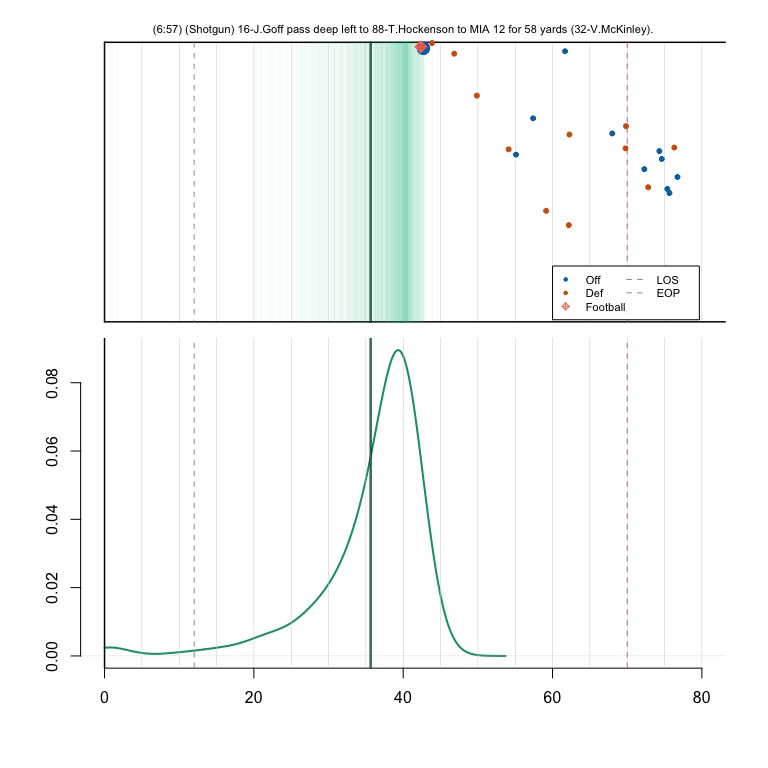 (6:57) (Shotgun) 16-J.Goff pass deep left to 88-T.Hockenson to MIA 12 for 58 yards (32-V.McKinley).
Off LOS
Def EOP
Football
0.08
0.06
0.04
0.02
0.00
0 20 40 60 80